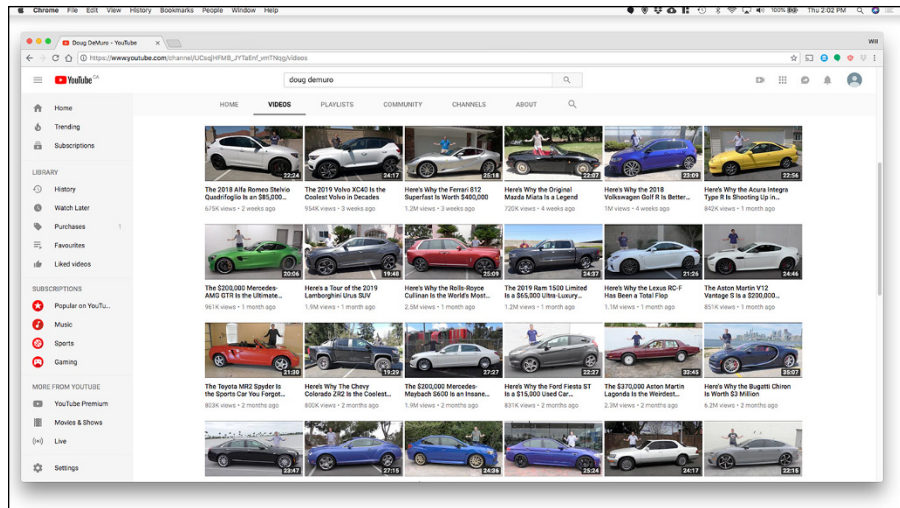 Chrome File Edit View History Bookmarks People Window Help 100% Thu 2:02 PM
Doug DeMuro - YouTube
Will
https://www.youtube.com/channel/UCsqjHFMB_JYTaEnf_vmTNqg/videos
YouTube CA
doug demuro
HOME VIDEOS PLAYLISTS COMMUNITY CHANNELS ABOUT
Home
Trending
Subscriptions
LIBRARY
History
Watch Later
Purchases 1
Favourites
Liked videos
SUBSCRIPTIONS
Popular on YouTu...
Music
Sports
Gaming
MORE FROM YOUTUBE
YouTube Premium
Movies & Shows
Live
Settings
22:24 24:17 25:18 22:07 23:09 22:56
The 2018 Alfa Romeo Stelvio Here's Why the Ferrari 812 Here's Why the Original Here's Why the 2018 Here's Why the Acura Integra
The 2019 Volvo XC40 Is the
Quadrifoglio Is an $85,000... Coolest Volvo in Decades Superfast Is Worth $400,000 Mazda Miata Is a Legend Volkswagen Golf R Is Better... Type R Is Shooting Up in...
675K views • 2 weeks ago 954K views • 3 weeks ago 1.2M views • 3 weeks ago 720K views • 4 weeks ago 1M views • 4 weeks ago 842K views • 1 month ago
20:06 19:48 25:09 24:37 21:26 24:46
The $200,000 Mercedes- Here's a Tour of the 2019 Here's Why the Rolls-Royce The 2019 Ram 1500 Limited Here's Why the Lexus RC-F The Aston Martin V12
AMG GTR Is the Ultimate... Lamborghini Urus SUV Cullinan Is the World's Most... Is a $65,000 Ultra-Luxury... Has Been a Total Flop Vantage S Is a $200,000...
961K views • 1 month ago 1.9M views • 1 month ago 2.5M views • 1 month ago 1.2M views • 1 month ago 1.1M views • 1 month ago 851K views • 1 month ago
21:30 19:29 27:27 22:27 33:45 35:07
The Toyota MR2 Spyder Is Here's Why The Chevy The $200,000 Mercedes- Here's Why the Ford Fiesta ST The $370,000 Aston Martin Here's Why the Bugatti Chiron
the Sports Car You Forgot... Colorado ZR2 Is the Coolest... Maybach S600 Is an Insane... Is a $15,000 Used Car... Lagonda Is the Weirdest... Is Worth $3 Million
803K views • 2 months ago 800K views • 2 months ago 1.9M views • 2 months ago 831K views • 2 months ago 2.3M views • 2 months ago 6.2M views • 2 months ago
23:47 27:15 24:36 25:24 24:17 22:15